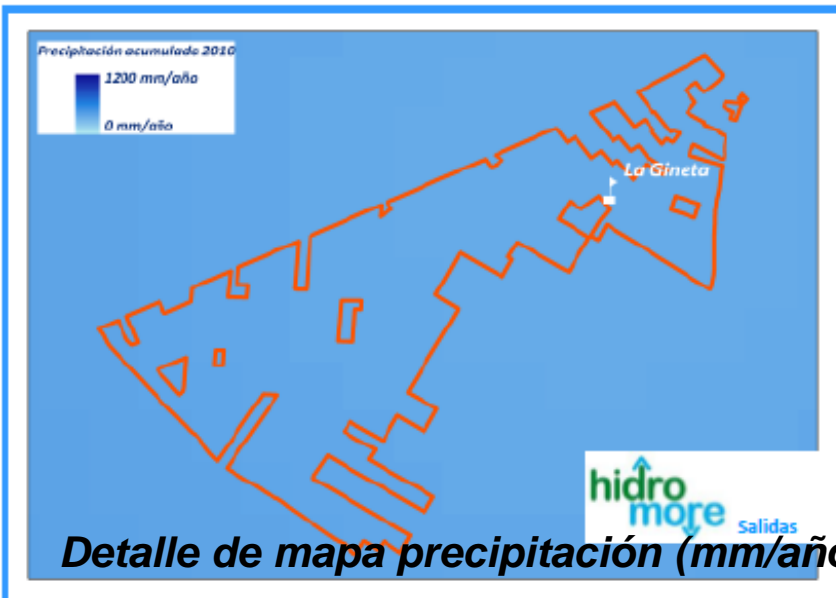 Precipitación acumulada 2010
1200 mm/año
0 mm/año
La Gineta
hidro
more
Salidas
Detalle de mapa precipitación (mm/año